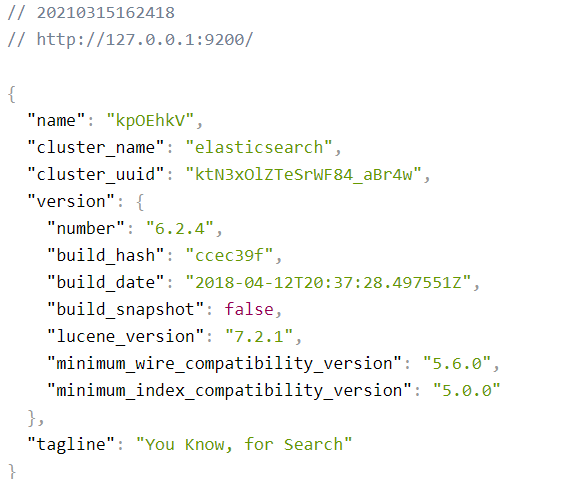 // 20210315162418
// http://127.0.0.1:9200/
{
"name": "kpOEhkV",
"cluster_name": "elasticsearch",
"cluster_uuid": "ktN3xOlZTeSrWF84_aBr4w",
"version": {
"number": "6.2.4",
"build_hash": "ccec39f",
"build_date": "2018-04-12T20:37:28.497551Z",
"build_snapshot": false,
"lucene_version": "7.2.1",
"minimum_wire_compatibility_version": "5.6.0",
"minimum_index_compatibility_version": "5.0.0"
},
"tagline": "You Know, for Search"
}